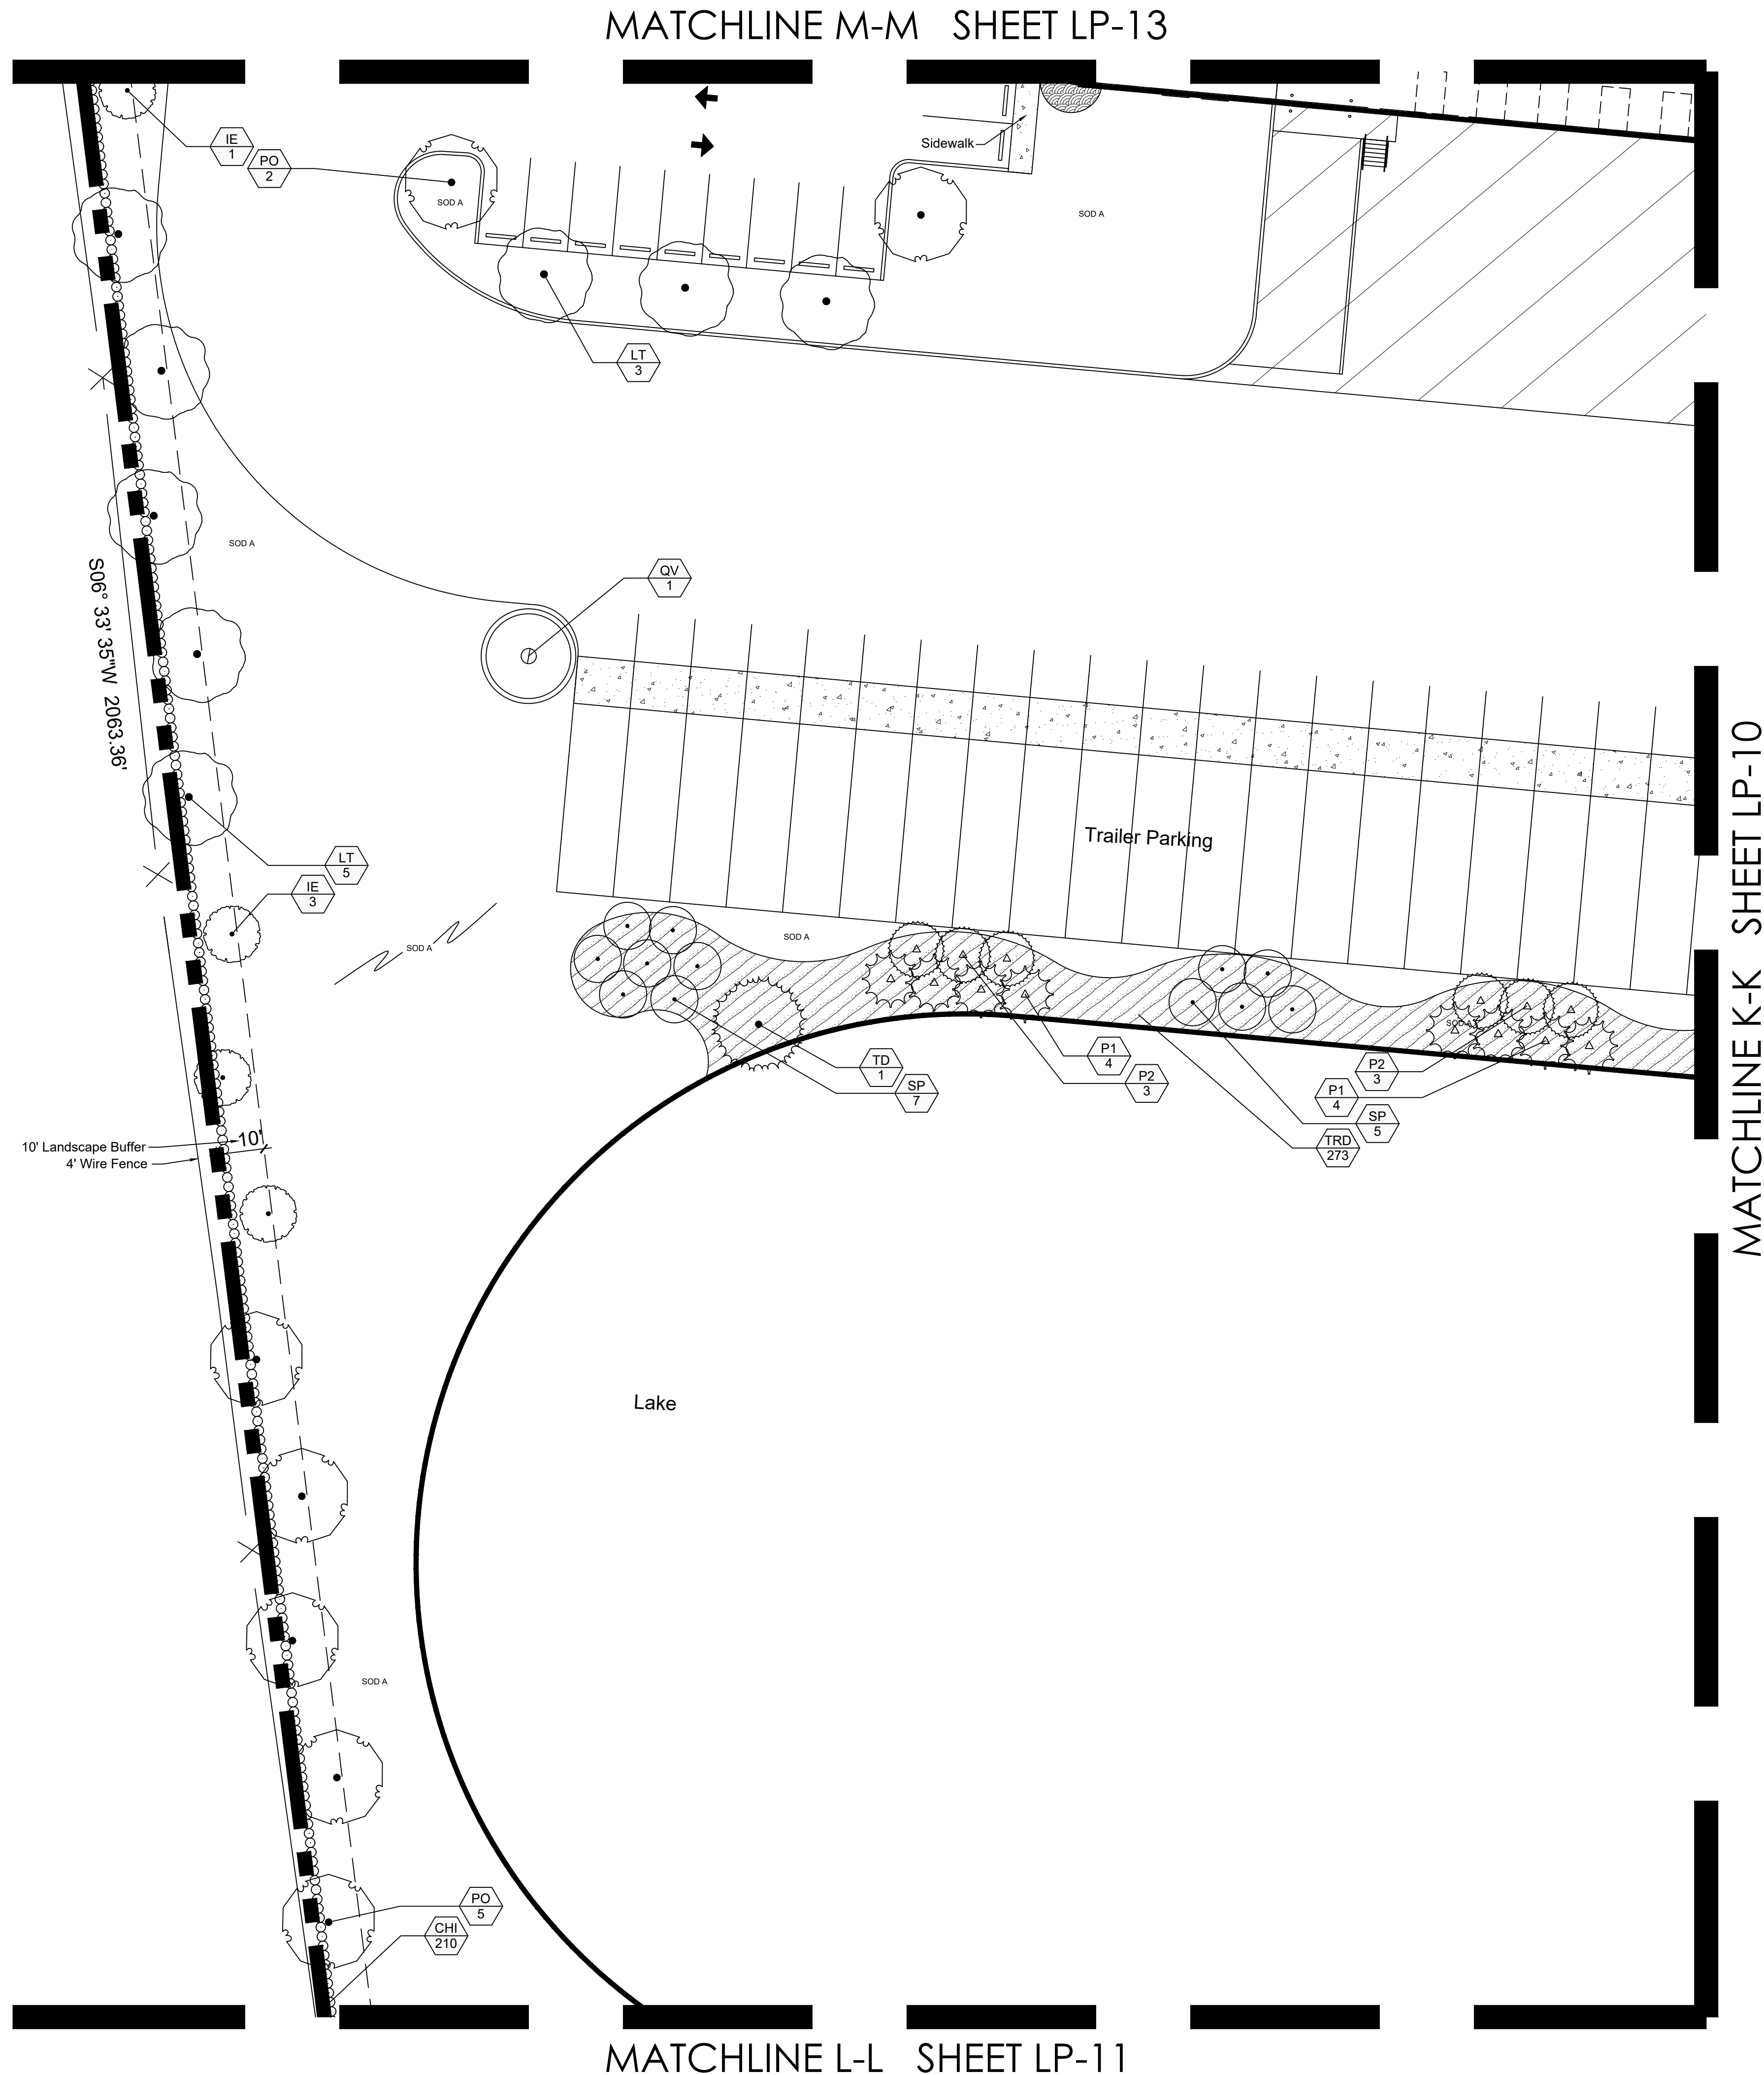 MATCHLINE M-M   SHEET LP-13
IE
1
PO
2
SOD A
Sidewalk
SOD A
LT
3
SOD A
QV
1
S06° 33' 35"W  2063.36'
Trailer Parking
LT
5
IE
3
SOD A
SOD A
SOD A
TD
1
SP
7
P1
4
P2
3
P2
3
P1
4
SP
5
TRD
273
10' Landscape Buffer
10'
4' Wire Fence
MATCHLINE K-K   SHEET LP-10
Lake
SOD A
PO
5
CHI
210
MATCHLINE L-L   SHEET LP-11